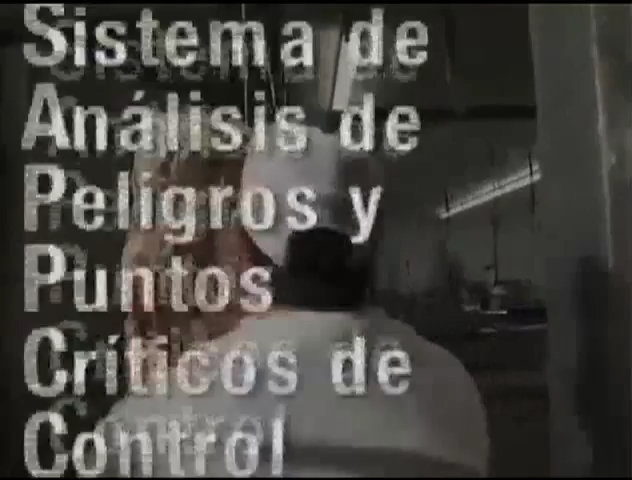 Sistema de
Análisis de
Peligros y
Puntos
Críticos de
Control